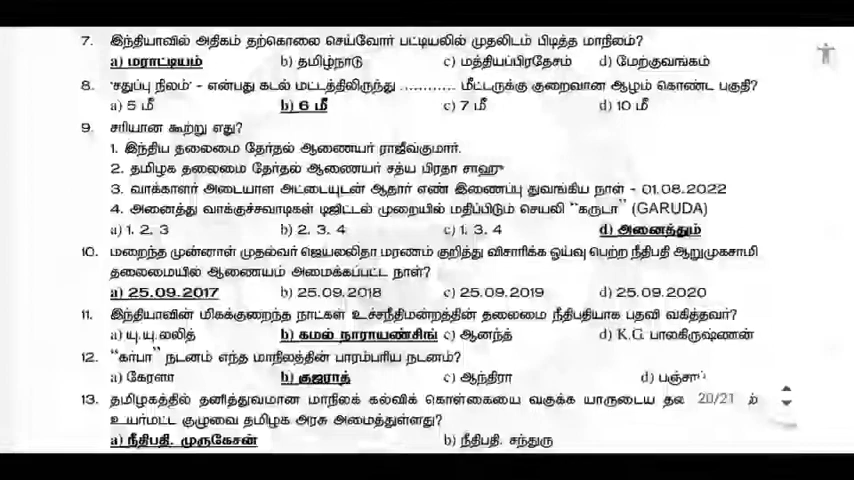 7. இந்தியாவில் அதிகம் தற்கொலை செய்வோர் பட்டியலில் முதலிடம் பிடித்த மாநிலம்?
a) மராட்டியம் b) தமிழ்நாடு c) மத்தியப்பிரதேசம் d) மேற்குவங்கம்
8. 'சதுப்பு நிலம்' - என்பது கடல் மட்டத்திலிருந்து ............ மீட்டருக்கு குறைவான ஆழம் கொண்ட பகுதி?
a) 5 மீ b) 6 மீ c) 7 மீ d) 10 மீ
9. சரியான கூற்று எது?
1. இந்திய தலைமை தேர்தல் ஆணையர் ராஜீவ்குமார்.
2. தமிழக தலைமை தேர்தல் ஆணையர் சத்ய பிரதா சாஹு
3. வாக்காளர் அடையாள அட்டையுடன் ஆதார் எண் இணைப்பு துவங்கிய நாள் - 01.08.2022
4. அனைத்து வாக்குச்சவாடிகள் டிஜிட்டல் முறையில் மதிப்பிடும் செயலி "கருடா" (GARUDA)
a) 1. 2. 3 b) 2. 3. 4 c) 1. 3. 4 d) அனைத்தும்
10. மறைந்த முன்னாள் முதல்வர் ஜெயலலிதா மரணம் குறித்து விசாரிக்க ஓய்வு பெற்ற நீதிபதி ஆறுமுகசாமி
தலைமையில் ஆணையம் அமைக்கப்பட்ட நாள்?
a) 25.09.2017 b) 25.09.2018 c) 25.09.2019 d) 25.09.2020
11. இந்தியாவின் மிகக்குறைந்த நாட்கள் உச்சநீதிமன்றத்தின் தலைமை நீதிபதியாக பதவி வகித்தவர்?
a) யு.யு.லலித் b) கமல் நாராயண்சிங் c) ஆனந்த் d) K.G. பாலகிருஷ்ணன்
12. "கர்பா" நடனம் எந்த மாநிலத்தின் பாரம்பரிய நடனம்?
a) கேரளா b) குஜராத் c) ஆந்திரா d) பஞ்சாப்
13. தமிழகத்தில் தனித்துவமான மாநிலக் கல்விக் கொள்கையை வகுக்க யாருடைய தல 20/21
உயர்மட்ட குழுவை தமிழக அரசு அமைத்துள்ளது?
a) நீதிபதி. முருகேசன் b) நீதிபதி. சந்துரு